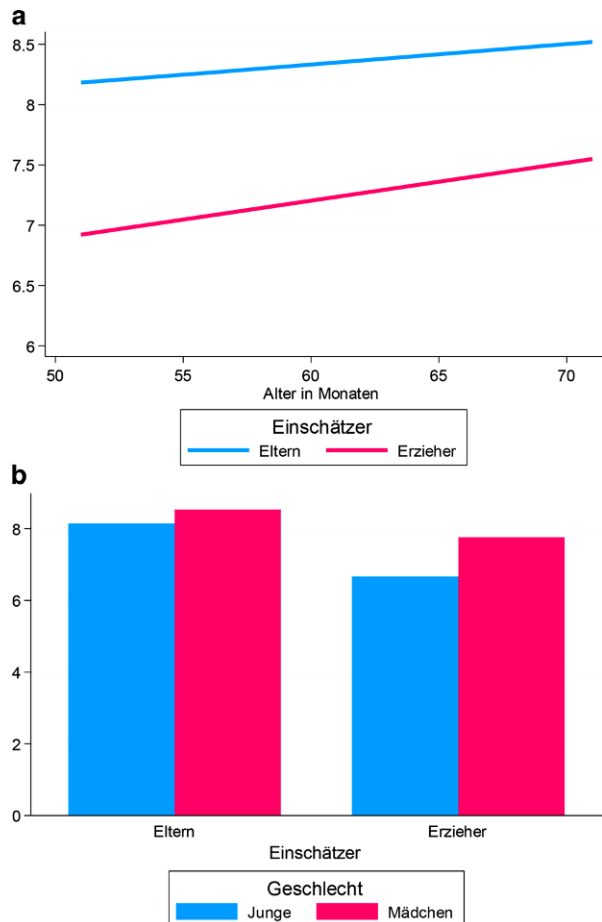 a
8.5
8
7.5
7
6.5
6
50 55 60 65 70
Alter in Monaten
Einschätzer
Eltern Erzieher
b
8
6
4
2
0
Eltern Erzieher
Einschätzer
Geschlecht
Junge Mädchen